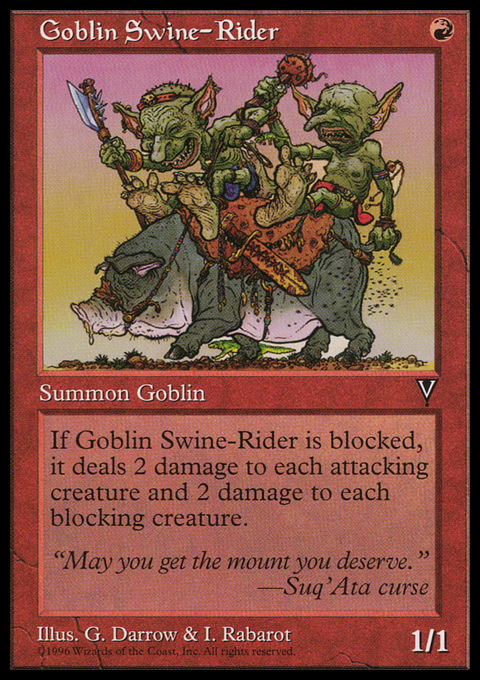 Goblin Swine-Rider
Summon Goblin
V
If Goblin Swine-Rider is blocked,
it deals 2 damage to each attacking
creature and 2 damage to each
blocking creature.
“May you get the mount you deserve.”
—Suq’Ata curse
Illus. G. Darrow & I. Rabarot
©1996 Wizards of the Coast, Inc. All rights reserved.
1/1